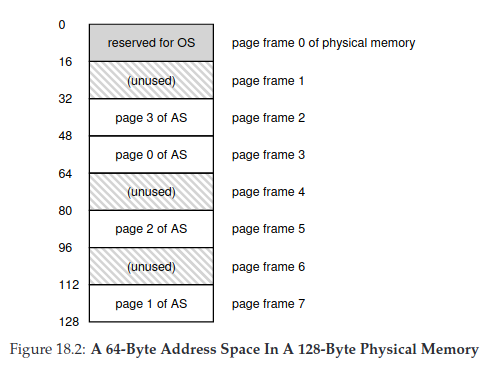 0
reserved for OS page frame 0 of physical memory
16
(unused) page frame 1
32
page 3 of AS page frame 2
48
page 0 of AS page frame 3
64
(unused) page frame 4
80
page 2 of AS page frame 5
96
(unused) page frame 6
112
page 1 of AS page frame 7
128
Figure 18.2: A 64-Byte Address Space In A 128-Byte Physical Memory